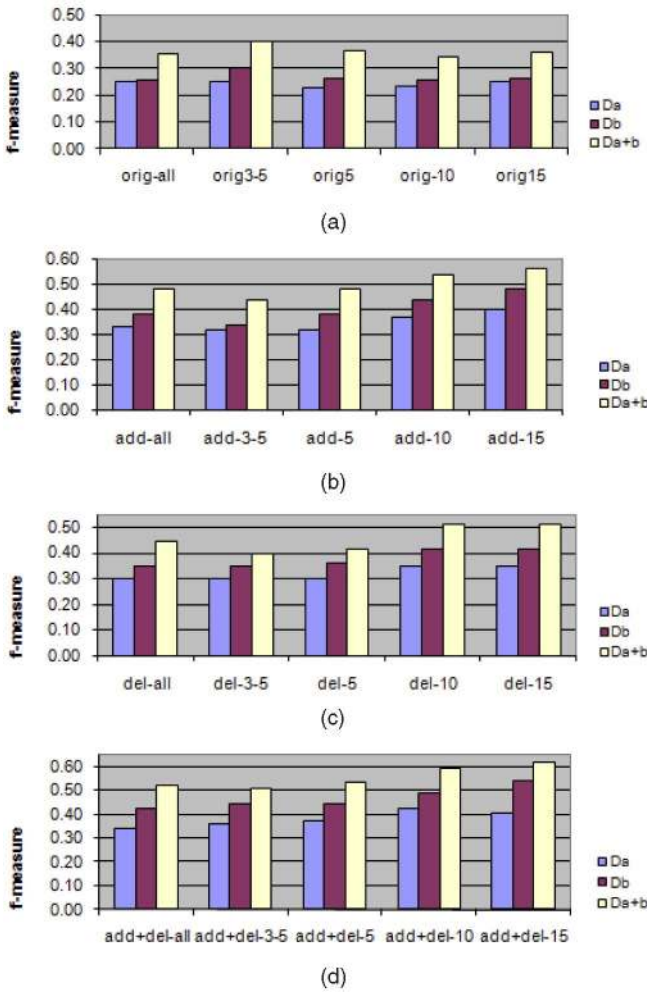 0.50
0.40
0.30
0.20
0.10
0.00
f-measure
orig-all orig3-5 orig5 orig-10 orig15
Da
Db
Da+b
(a)
0.60
0.50
0.40
0.30
0.20
0.10
0.00
f-measure
add-all add-3-5 add-5 add-10 add-15
Da
Db
Da+b
(b)
0.50
0.40
0.30
0.20
0.10
0.00
f-measure
del-all del-3-5 del-5 del-10 del-15
Da
Db
Da+b
(c)
0.60
0.50
0.40
0.30
0.20
0.10
0.00
f-measure
add+del-all add+del-3-5 add+del-5 add+del-10 add+del-15
Da
Db
Da+b
(d)